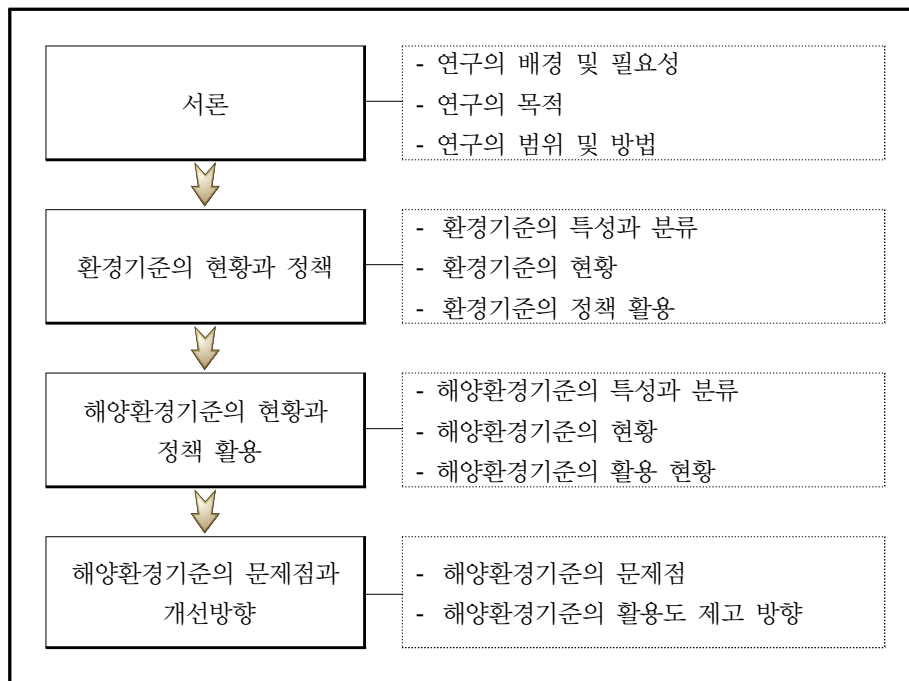 서론
- 연구의 배경 및 필요성
- 연구의 목적
- 연구의 범위 및 방법
환경기준의 현황과 정책
- 환경기준의 특성과 분류
- 환경기준의 현황
- 환경기준의 정책 활용
해양환경기준의 현황과
정책 활용
- 해양환경기준의 특성과 분류
- 해양환경기준의 현황
- 해양환경기준의 활용 현황
해양환경기준의 문제점과
개선방향
- 해양환경기준의 문제점
- 해양환경기준의 활용도 제고 방향